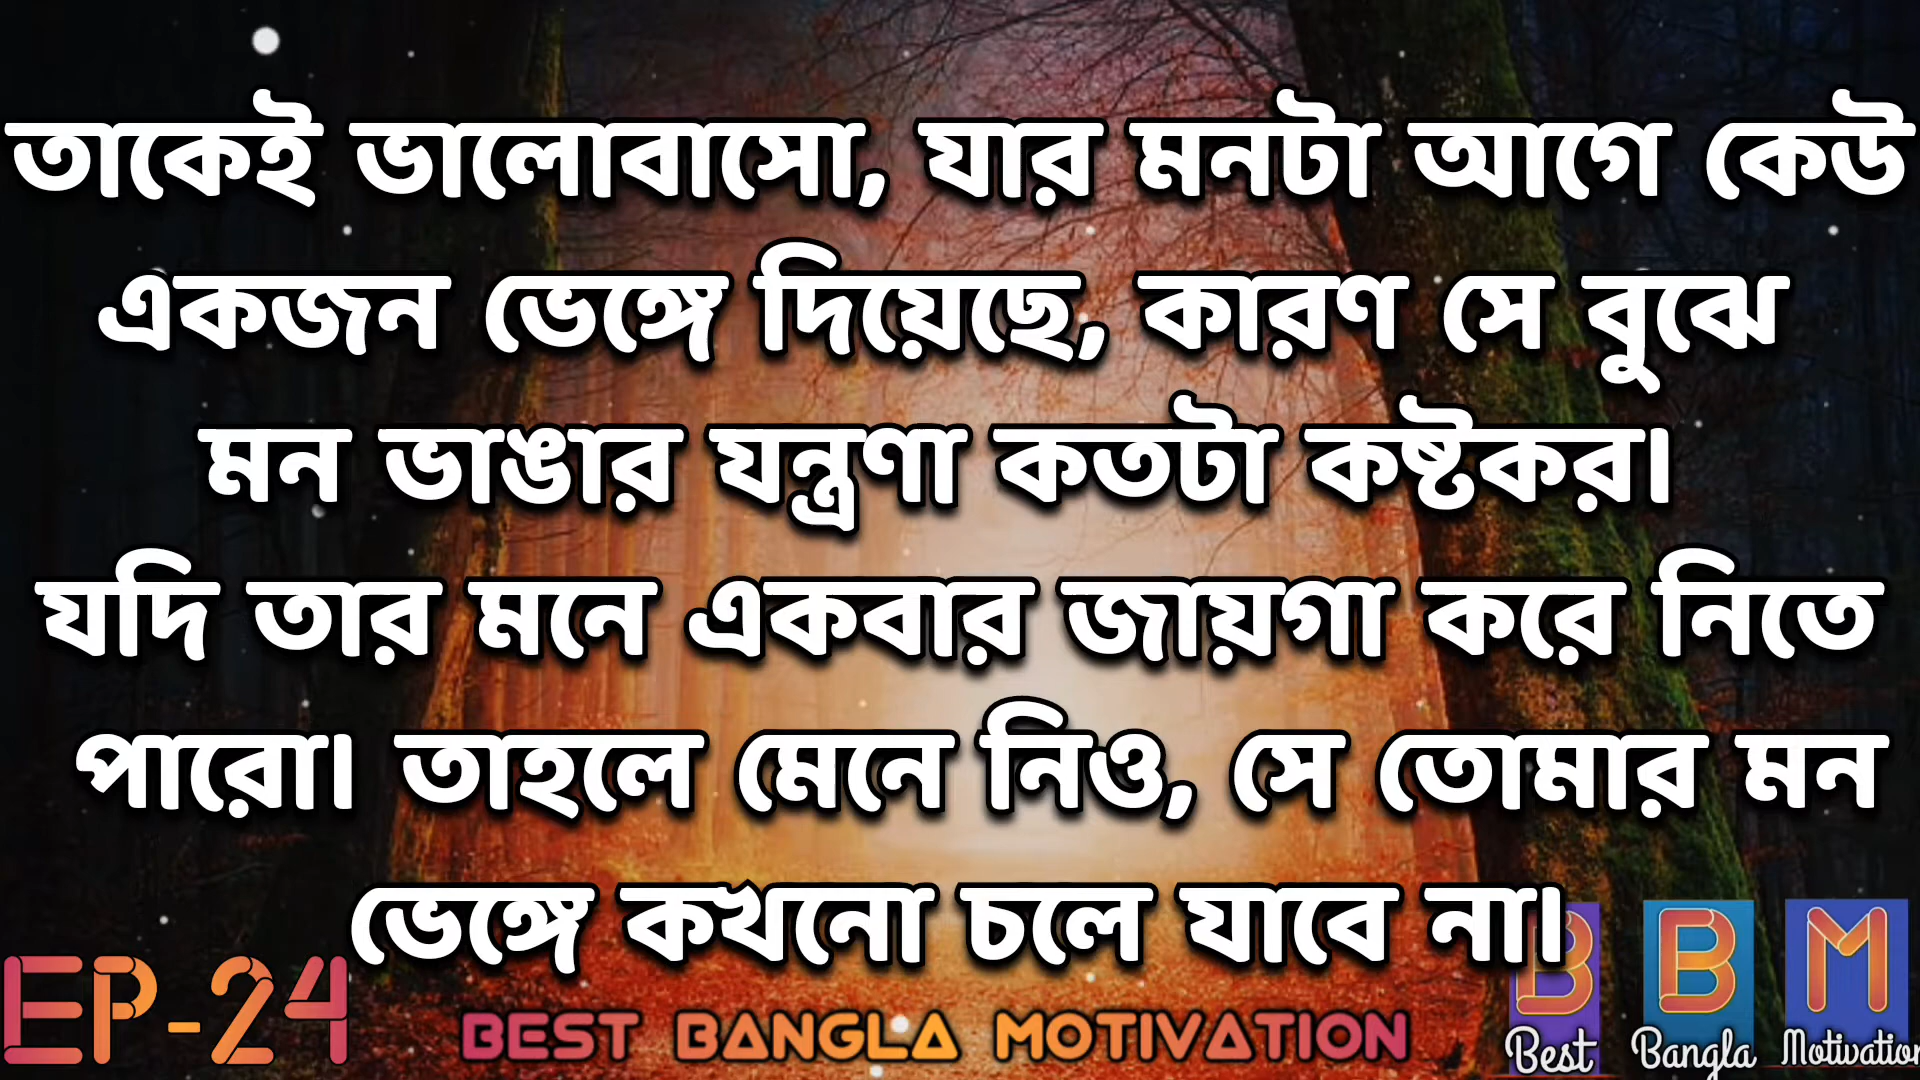 তাকেই ভালোবাসো, যার মনটা আগে কেউ
একজন ভেঙ্গে দিয়েছে, কারণ সে বুঝে
মন ভাঙার যন্ত্রণা কতটা কষ্টকর।
যদি তার মনে একবার জায়গা করে নিতে
পারো। তাহলে মেনে নিও, সে তোমার মন
ভেঙ্গে কখনো চলে যাবে না।
EP-24
BEST BANGLA MOTIVATION
B B M
Best Bangla Motivation